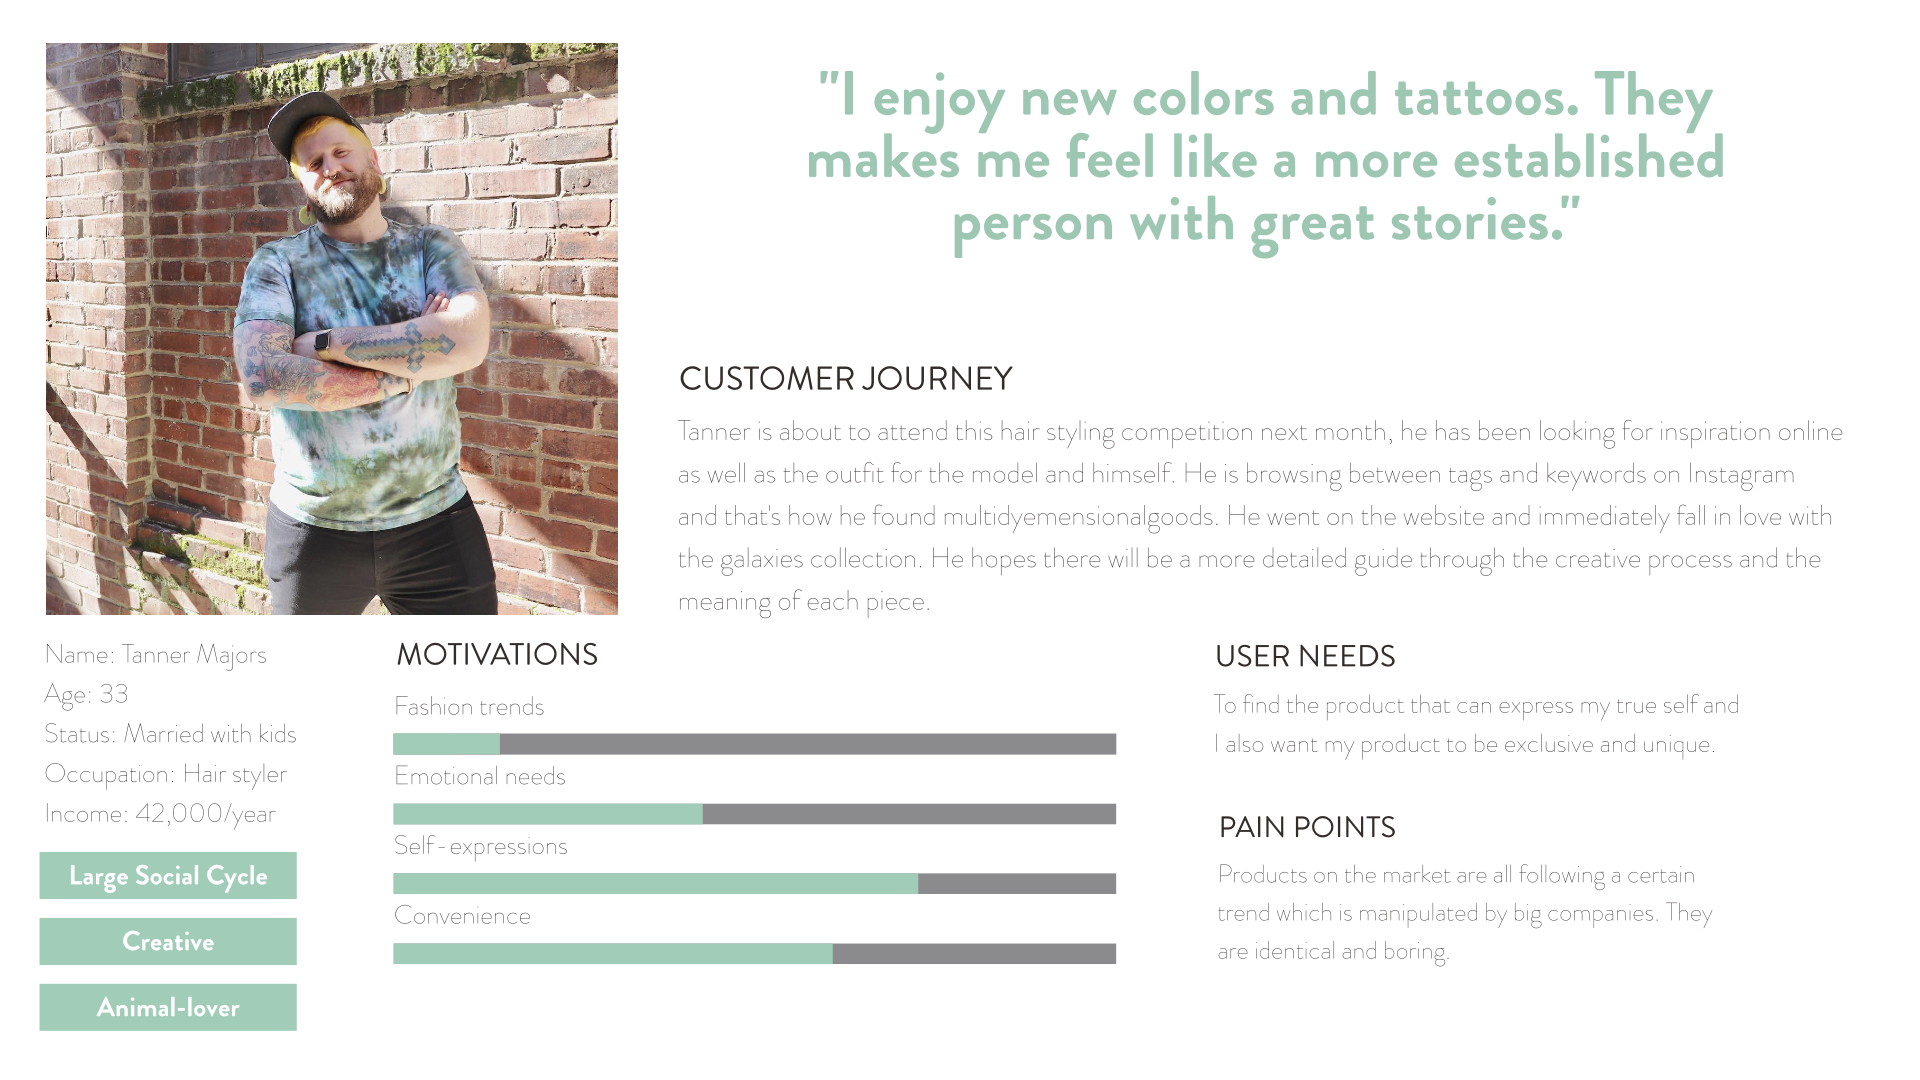 "I enjoy new colors and tattoos. They
makes me feel like a more established
person with great stories."
CUSTOMER JOURNEY
Tanner is about to attend this hair styling competition next month, he has been looking for inspiration online
as well as the outfit for the model and himself. He is browsing between tags and keywords on Instagram
and that's how he found multidyemensionalgoods. He went on the website and immediately fall in love with
the galaxies collection. He hopes there will be a more detailed guide through the creative process and the
meaning of each piece.
Name: Tanner Majors
Age: 33
Status: Married with kids
Occupation: Hair styler
Income: 42,000/year
Large Social Cycle
Creative
Animal-lover
MOTIVATIONS
Fashion trends
Emotional needs
Self-expressions
Convenience
USER NEEDS
To find the product that can express my true self and
I also want my product to be exclusive and unique.
PAIN POINTS
Products on the market are all following a certain
trend which is manipulated by big companies. They
are identical and boring.